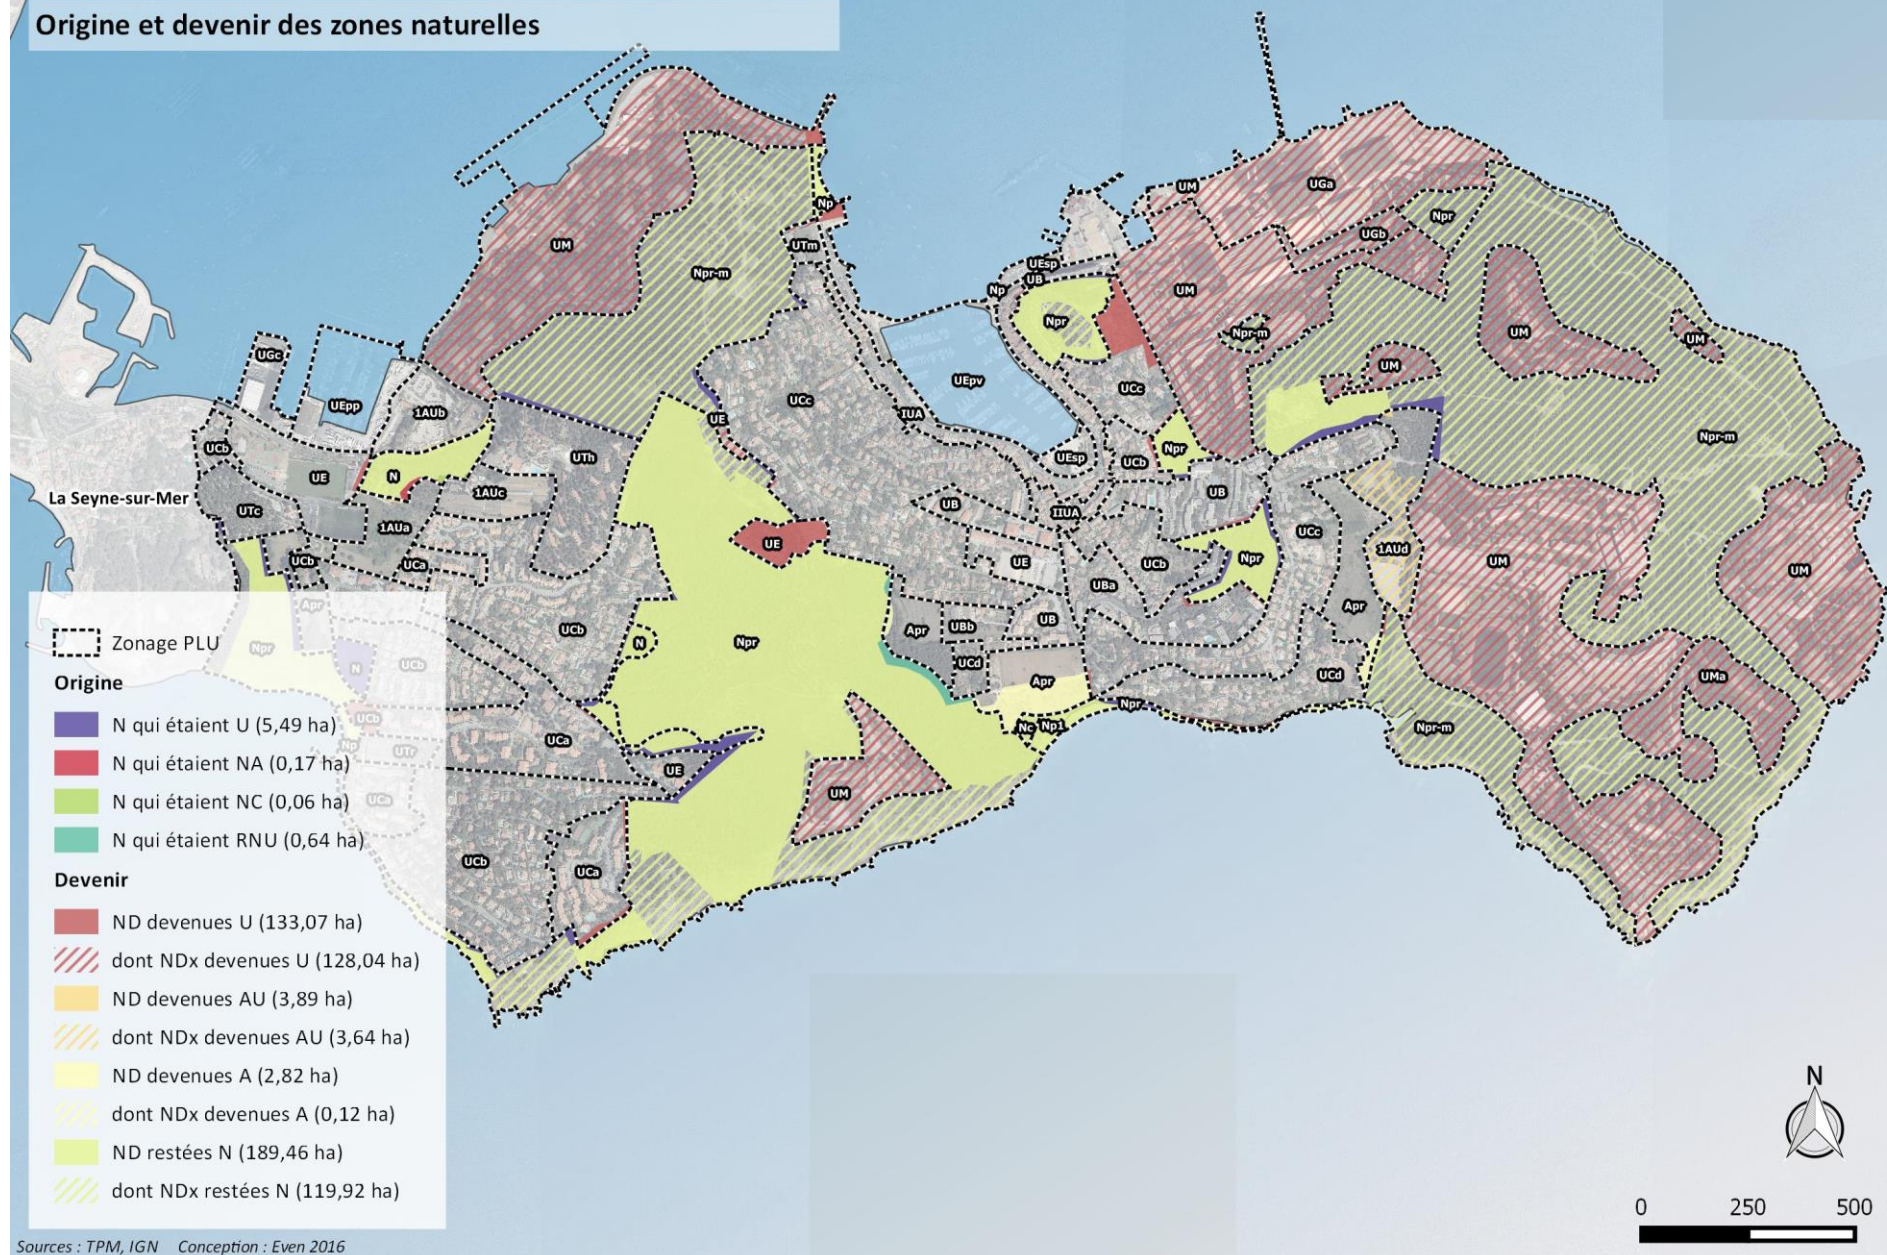 Origine et devenir des zones naturelles
UM
UGa
Np
Npr
UGb
UTm
UM
Npr-m
UEsp
UB
Np
UM
Npr
Npr-m
UM
UM
UGc
UM
UEpp
1AUb
UEpv
UCc
UCc
UE
IUA
Npr-m
UCb
UTh
UEsp
UCb
Npr
UE
N
La Seyne-sur-Mer
1AUc
UB
UB
UTc
1AUa
IIUA
UCc
UE
1AUd
UCb
UCa
UE
UCb
Npr
UM
UM
UBa
Apr
Apr
UCb
Npr
Apr
UBb
UB
Npr
N
N
UCb
UCd
UCd
Apr
UMa
UCb
Npr
Nc
Np1
Npr-m
Np
UTr
UCa
UE
UM
UCa
UCb
UCa
Zonage PLU
Origine
N qui étaient U (5,49 ha)
N qui étaient NA (0,17 ha)
N qui étaient NC (0,06 ha)
N qui étaient RNU (0,64 ha)
Devenir
ND devenues U (133,07 ha)
dont NDx devenues U (128,04 ha)
ND devenues AU (3,89 ha)
dont NDx devenues AU (3,64 ha)
ND devenues A (2,82 ha)
dont NDx devenues A (0,12 ha)
ND restées N (189,46 ha)
dont NDx restées N (119,92 ha)
N
0 250 500
Sources : TPM, IGN Conception : Even 2016